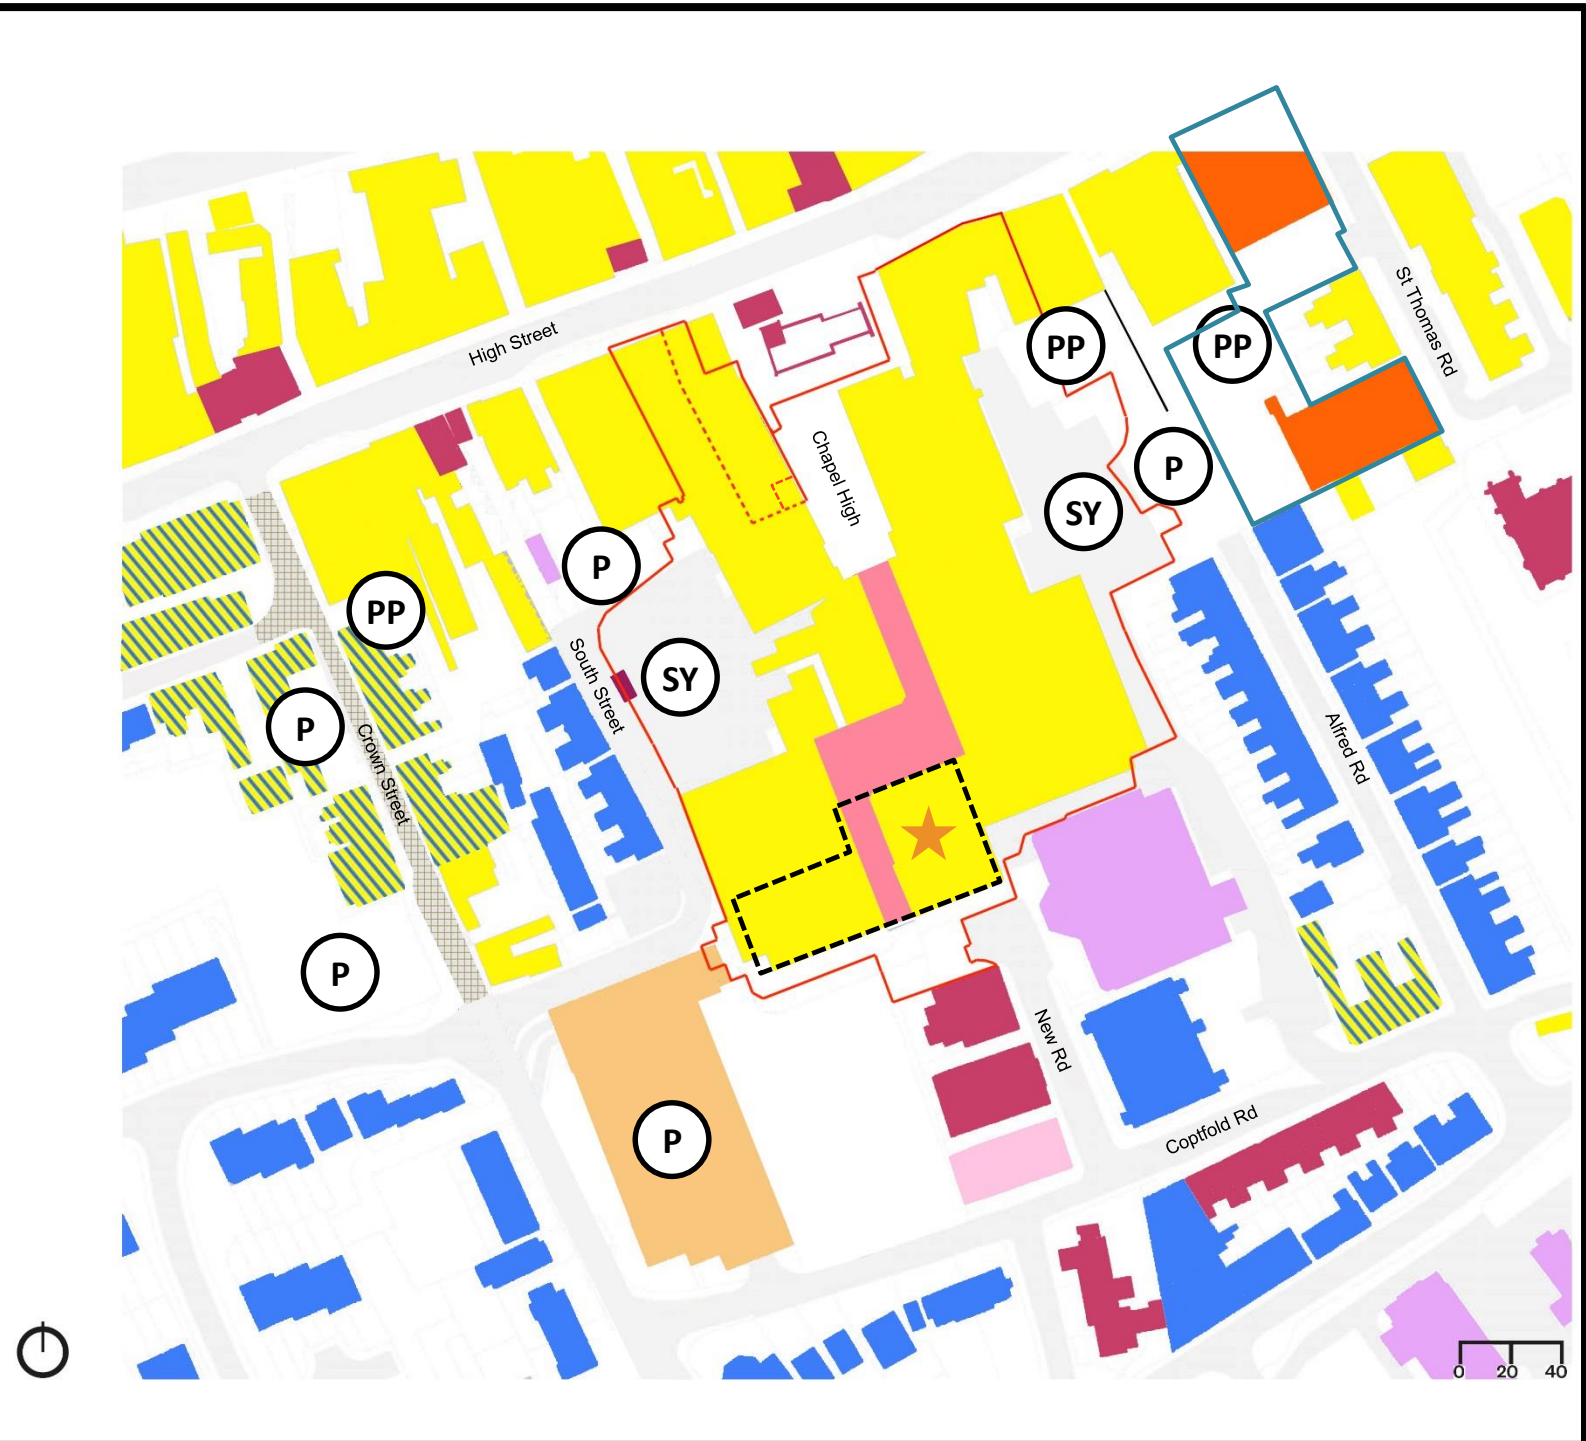 High Street
St Thomas Rd
PP
PP
Chapel High
P
SY
P
PP
South Street
SY
P
Crown Street
Alfred Rd
P
New Rd
Coptfold Rd
P
0 20 40